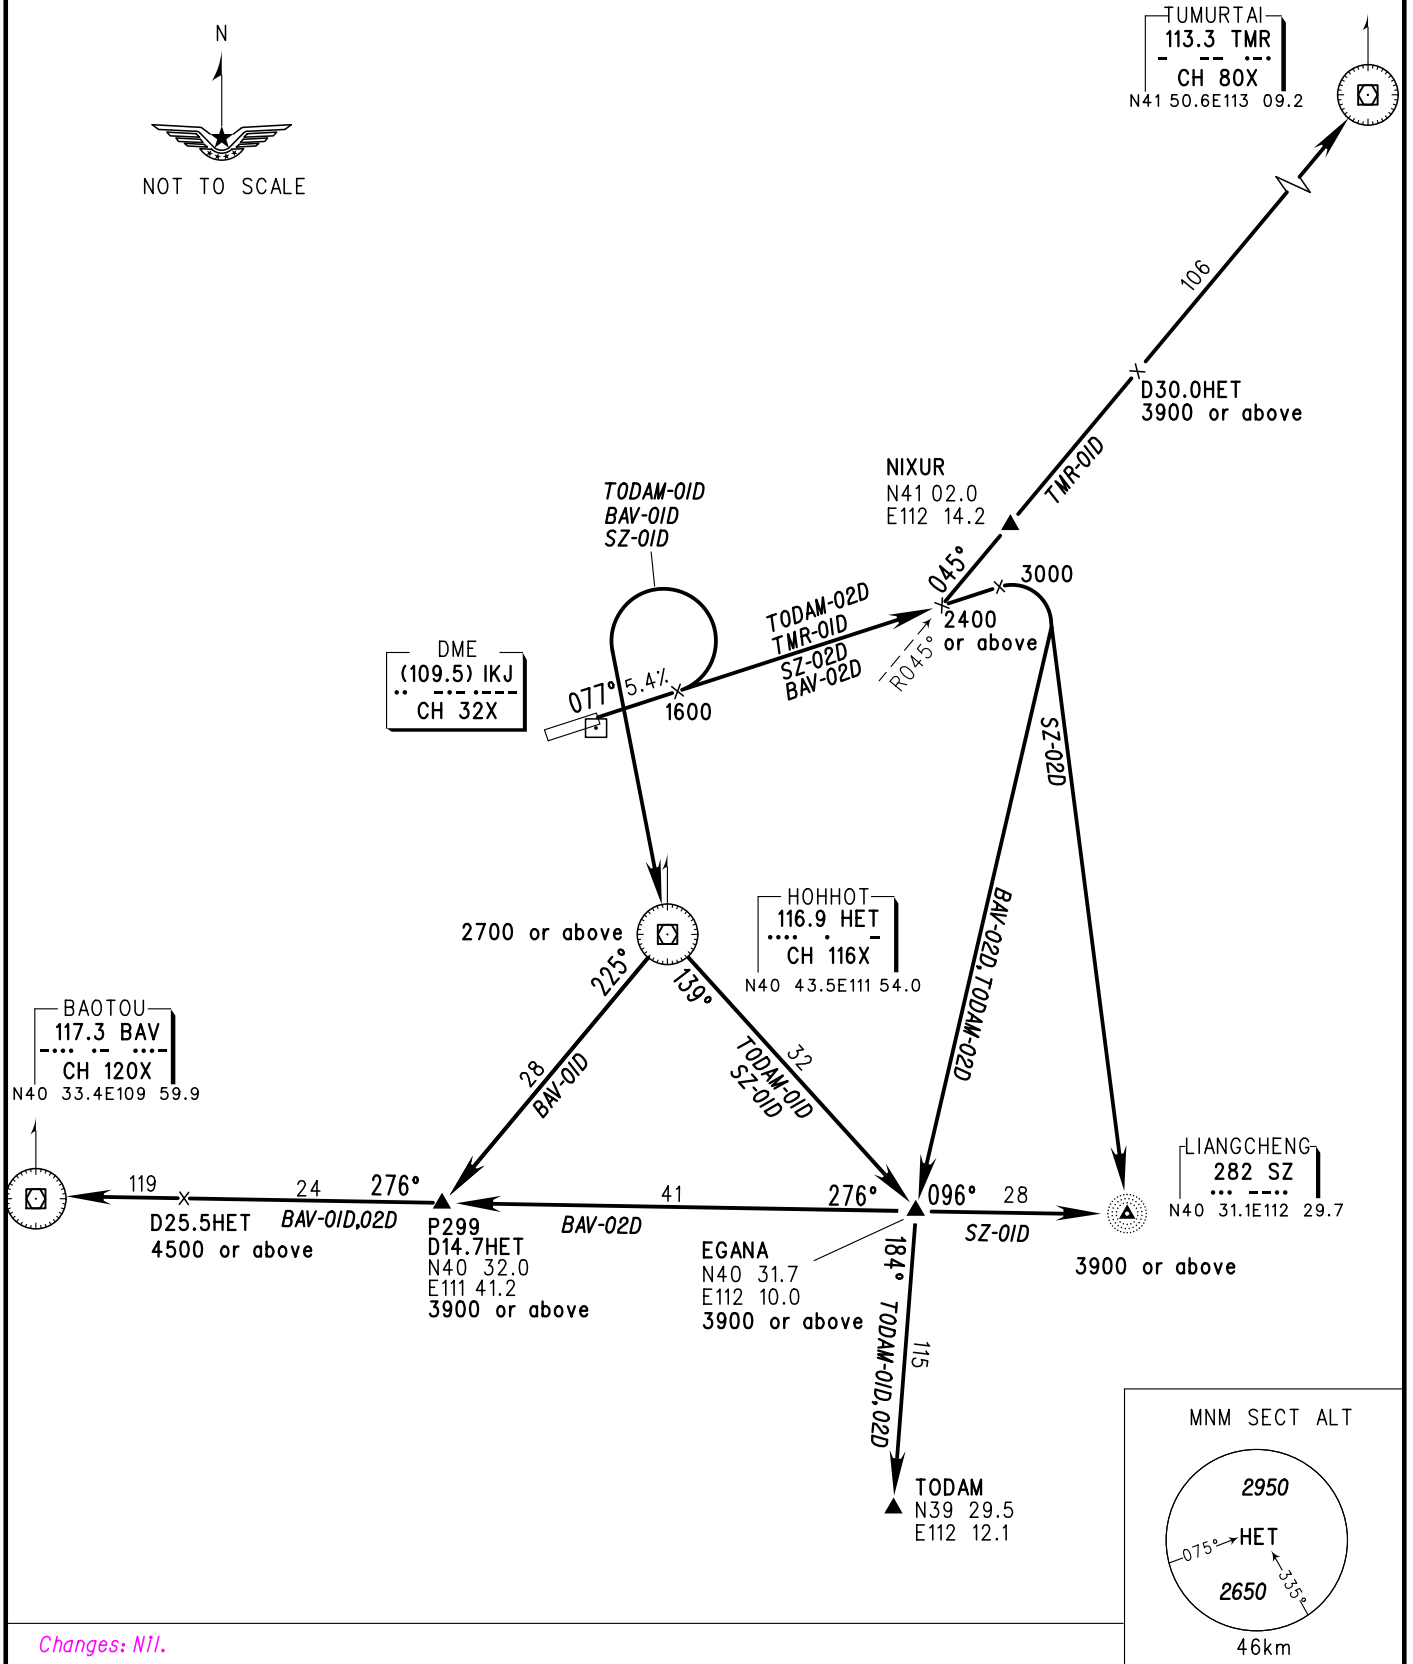 N
NOT TO SCALE
TUMURTAI
113.3 TMR
CH 80X
N41 50.6E113 09.2
106
D30.0HET
3900 or above
TMR-01D
NIXUR
N41 02.0
E112 14.2
TODAM-01D
BAV-01D
SZ-01D
045°
3000
2400
or above
R045°
TODAM-02D
TMR-01D
SZ-02D
BAV-02D
DME
(109.5) IKJ
CH 32X
077°
5.4%
1600
SZ-02D
BAV-02D,TODAM-02D
HOHHOT
116.9 HET
CH 116X
N40 43.5E111 54.0
2700 or above
225°
139°
28
BAV-01D
32
TODAM-01D
SZ-01D
BAOTOU
117.3 BAV
CH 120X
N40 33.4E109 59.9
119
24
276°
BAV-01D,02D
D25.5HET
4500 or above
P299
D14.7HET
N40 32.0
E111 41.2
3900 or above
41
BAV-02D
276°
096°
28
SZ-01D
LIANGCHENG
282 SZ
N40 31.1E112 29.7
3900 or above
EGANA
N40 31.7
E112 10.0
3900 or above
184°
TODAM-01D,02D
115
TODAM
N39 29.5
E112 12.1
MNM SECT ALT
2950
075°
HET
335°
2650
46km
Changes: Nil.